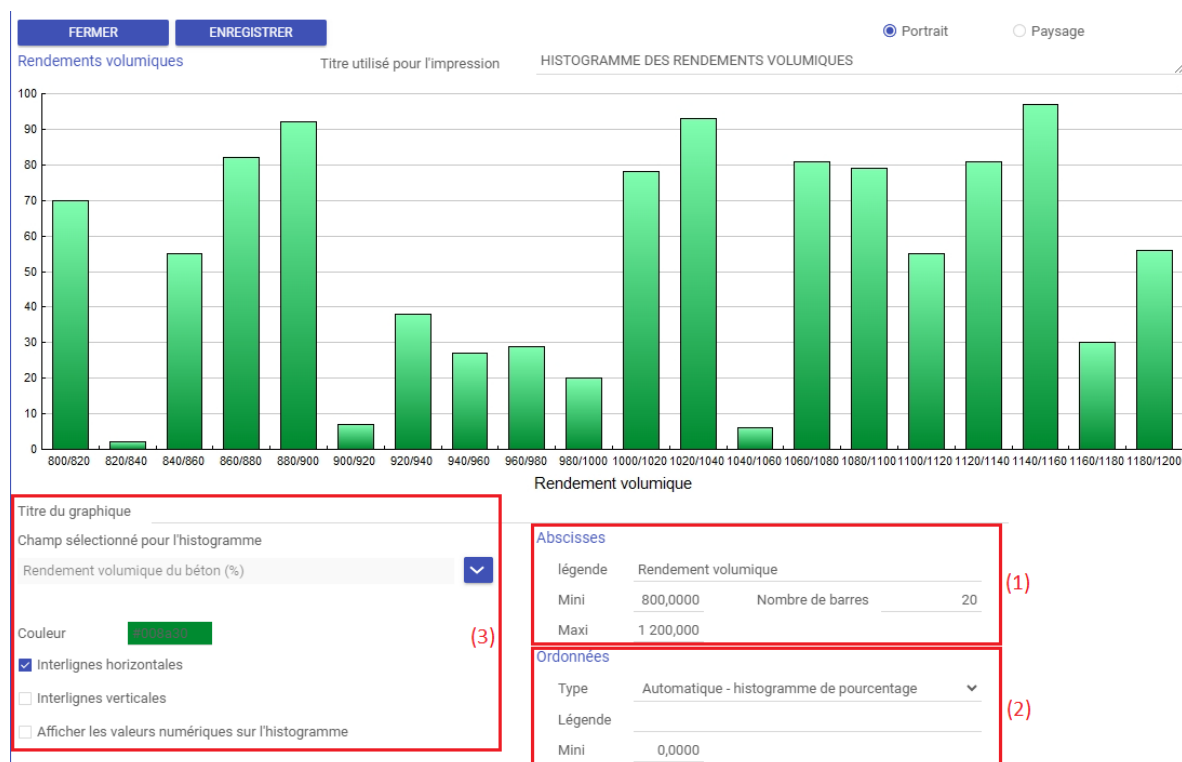 FERMER ENREGISTRER Portrait Paysage
Rendements volumiques Titre utilisé pour l'impression HISTOGRAMME DES RENDEMENTS VOLUMIQUES
100
90
80
70
60
50
40
30
20
10
0
800/820 820/840 840/860 860/880 880/900 900/920 920/940 940/960 960/980 980/1000 1000/1020 1020/1040 1040/1060 1060/1080 1080/1100 1100/1120 1120/1140 1140/1160 1160/1180 1180/1200
Rendement volumique
Titre du graphique
Champ sélectionné pour l'histogramme
Rendement volumique du béton (%)
Couleur #008a30
(3)
Interlignes horizontales
Interlignes verticales
Afficher les valeurs numériques sur l'histogramme
Abscisses
légende Rendement volumique
(1)
Mini 800,0000 Nombre de barres 20
Maxi 1 200,000
Ordonnées
Type Automatique - histogramme de pourcentage
(2)
Légende
Mini 0,0000